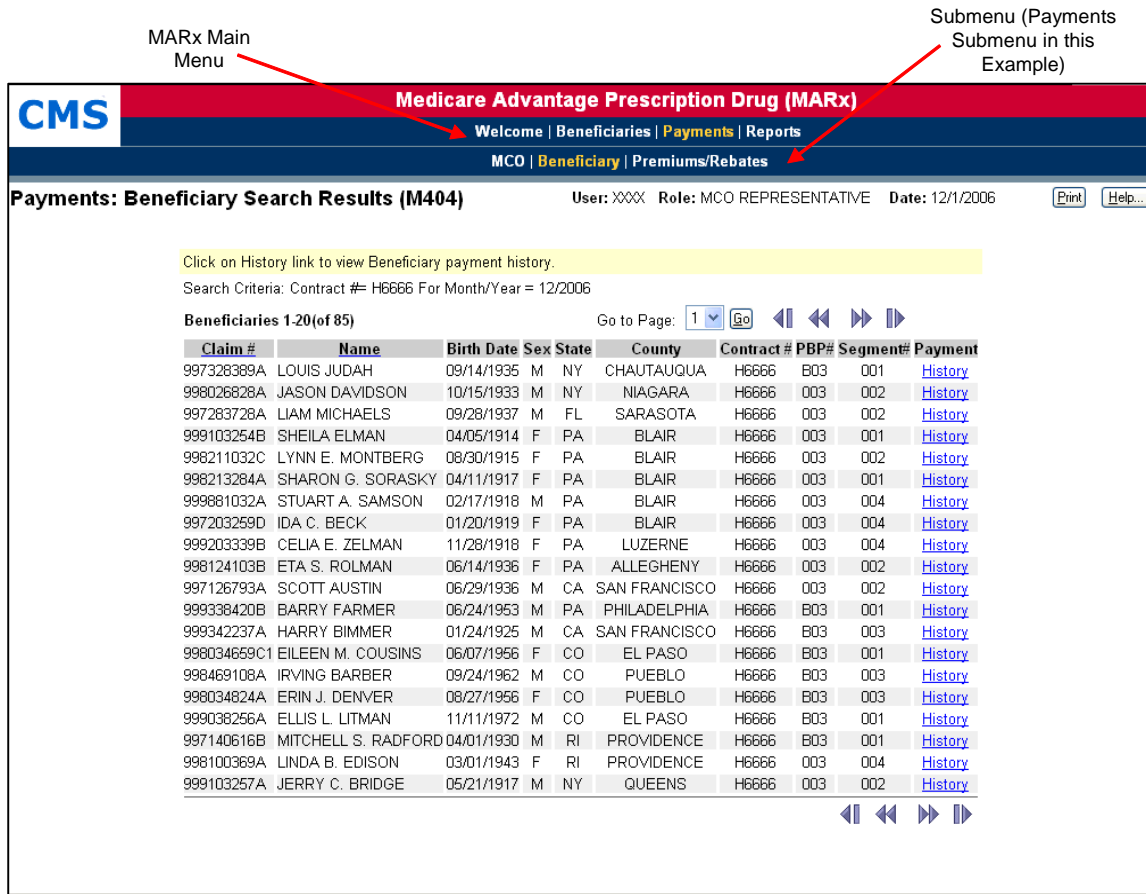 MARx Main
Menu
Submenu (Payments
Submenu in this
Example)
CMS
Medicare Advantage Prescription Drug (MARx)
Welcome | Beneficiaries | Payments | Reports
MCO | Beneficiary | Premiums/Rebates
Payments: Beneficiary Search Results (M404) User: XXXX Role: MCO REPRESENTATIVE Date: 12/1/2006 Print Help...
Click on History link to view Beneficiary payment history.
Search Criteria: Contract #= H6666 For Month/Year = 12/2006
Beneficiaries 1-20(of 85) Go to Page: 1 Go
Claim # Name Birth Date Sex State County Contract # PBP# Segment# Payment
997328389A LOUIS JUDAH 09/14/1935 M NY CHAUTAUQUA H6666 B03 001 History
998026828A JASON DAVIDSON 10/15/1933 M NY NIAGARA H6666 003 002 History
997283728A LIAM MICHAELS 09/28/1937 M FL SARASOTA H6666 003 002 History
999103254B SHEILA ELMAN 04/05/1914 F PA BLAIR H6666 003 001 History
998211032C LYNN E. MONTBERG 08/30/1915 F PA BLAIR H6666 003 002 History
998213284A SHARON G. SORASKY 04/11/1917 F PA BLAIR H6666 003 001 History
999881032A STUART A. SAMSON 02/17/1918 M PA BLAIR H6666 003 004 History
997203259D IDA C. BECK 01/20/1919 F PA BLAIR H6666 003 004 History
999203339B CELIA E. ZELMAN 11/28/1918 F PA LUZERNE H6666 003 004 History
998124103B ETA S. ROLMAN 06/14/1936 F PA ALLEGHENY H6666 003 002 History
997126793A SCOTT AUSTIN 06/29/1936 M CA SAN FRANCISCO H6666 003 002 History
999338420B BARRY FARMER 06/24/1953 M PA PHILADELPHIA H6666 B03 001 History
999342237A HARRY BIMMER 01/24/1925 M CA SAN FRANCISCO H6666 B03 003 History
998034659C1 EILEEN M. COUSINS 06/07/1956 F CO EL PASO H6666 B03 001 History
998469108A IRVING BARBER 09/24/1962 M CO PUEBLO H6666 B03 003 History
998034824A ERIN J. DENVER 08/27/1956 F CO PUEBLO H6666 B03 003 History
999038256A ELLIS L. LITMAN 11/11/1972 M CO EL PASO H6666 B03 001 History
997140616B MITCHELL S. RADFORD 04/01/1930 M RI PROVIDENCE H6666 B03 001 History
998100369A LINDA B. EDISON 03/01/1943 F RI PROVIDENCE H6666 003 004 History
999103257A JERRY C. BRIDGE 05/21/1917 M NY QUEENS H6666 003 002 History